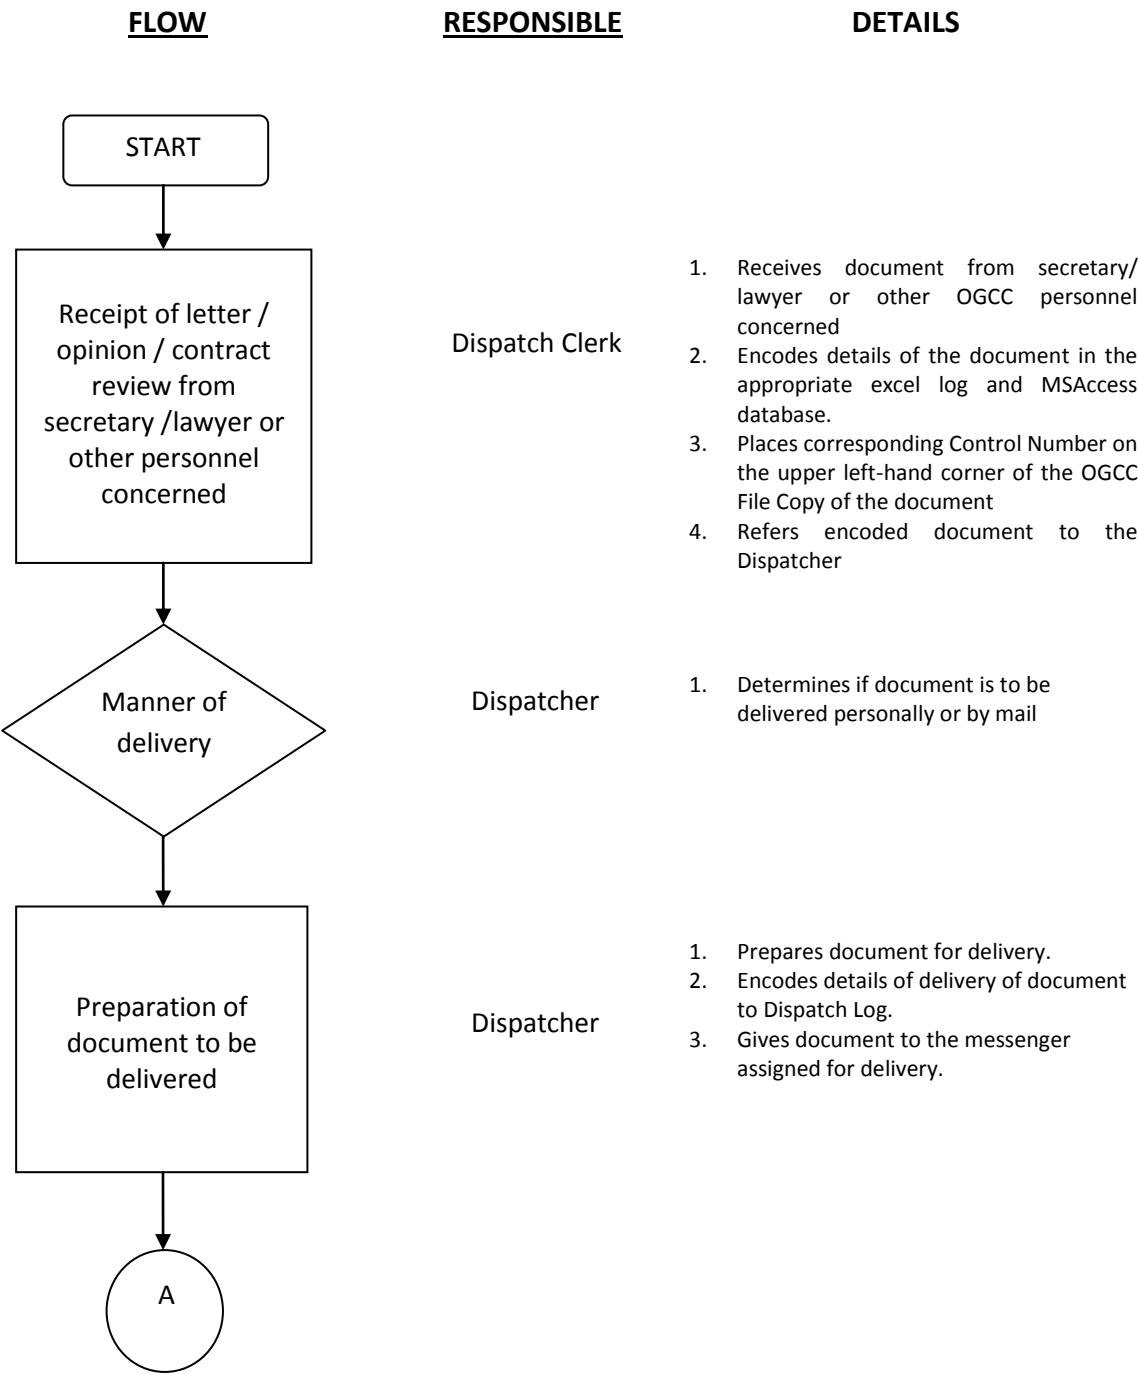 FLOW RESPONSIBLE DETAILS
START
Receipt of letter /
opinion / contract
review from
secretary /lawyer or
other personnel
concerned
Dispatch Clerk
1. Receives document from secretary/
lawyer or other OGCC personnel
concerned
2. Encodes details of the document in the
appropriate excel log and MSAccess
database.
3. Places corresponding Control Number on
the upper left-hand corner of the OGCC
File Copy of the document
4. Refers encoded document to the
Dispatcher
Manner of
delivery
Dispatcher
1. Determines if document is to be
delivered personally or by mail
Preparation of
document to be
delivered
Dispatcher
1. Prepares document for delivery.
2. Encodes details of delivery of document
to Dispatch Log.
3. Gives document to the messenger
assigned for delivery.
A